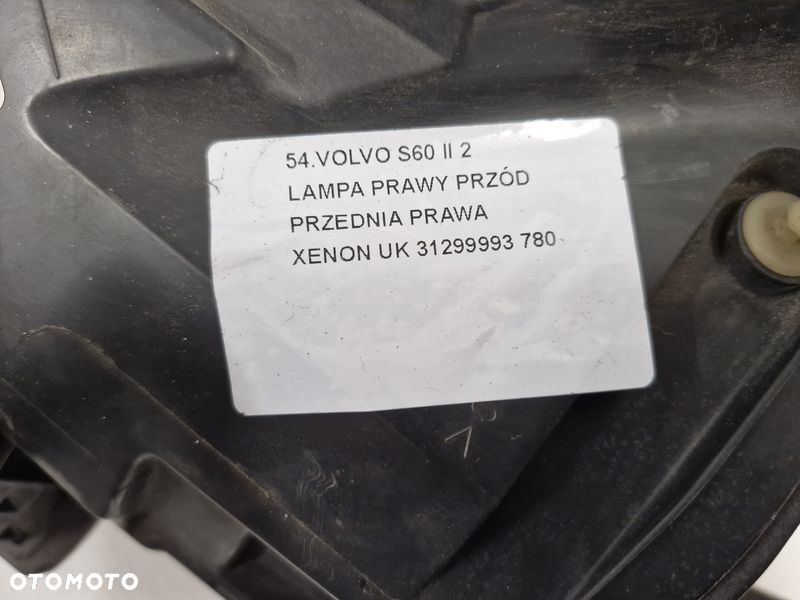 54.VOLVO S60 II 2
LAMPA PRAWY PRZÓD
PRZEDNIA PRAWA
XENON UK 31299993 780
OTOMOTO